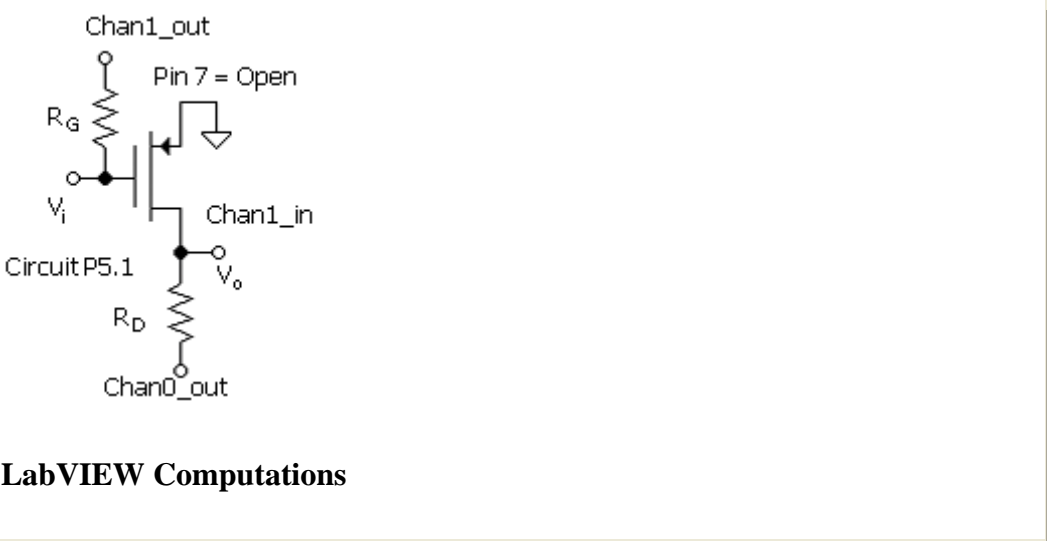 Chan1_out
Pin 7 = Open
RG
Vi
Chan1_in
Circuit P5.1
Vo
RD
Chan0_out
LabVIEW Computations